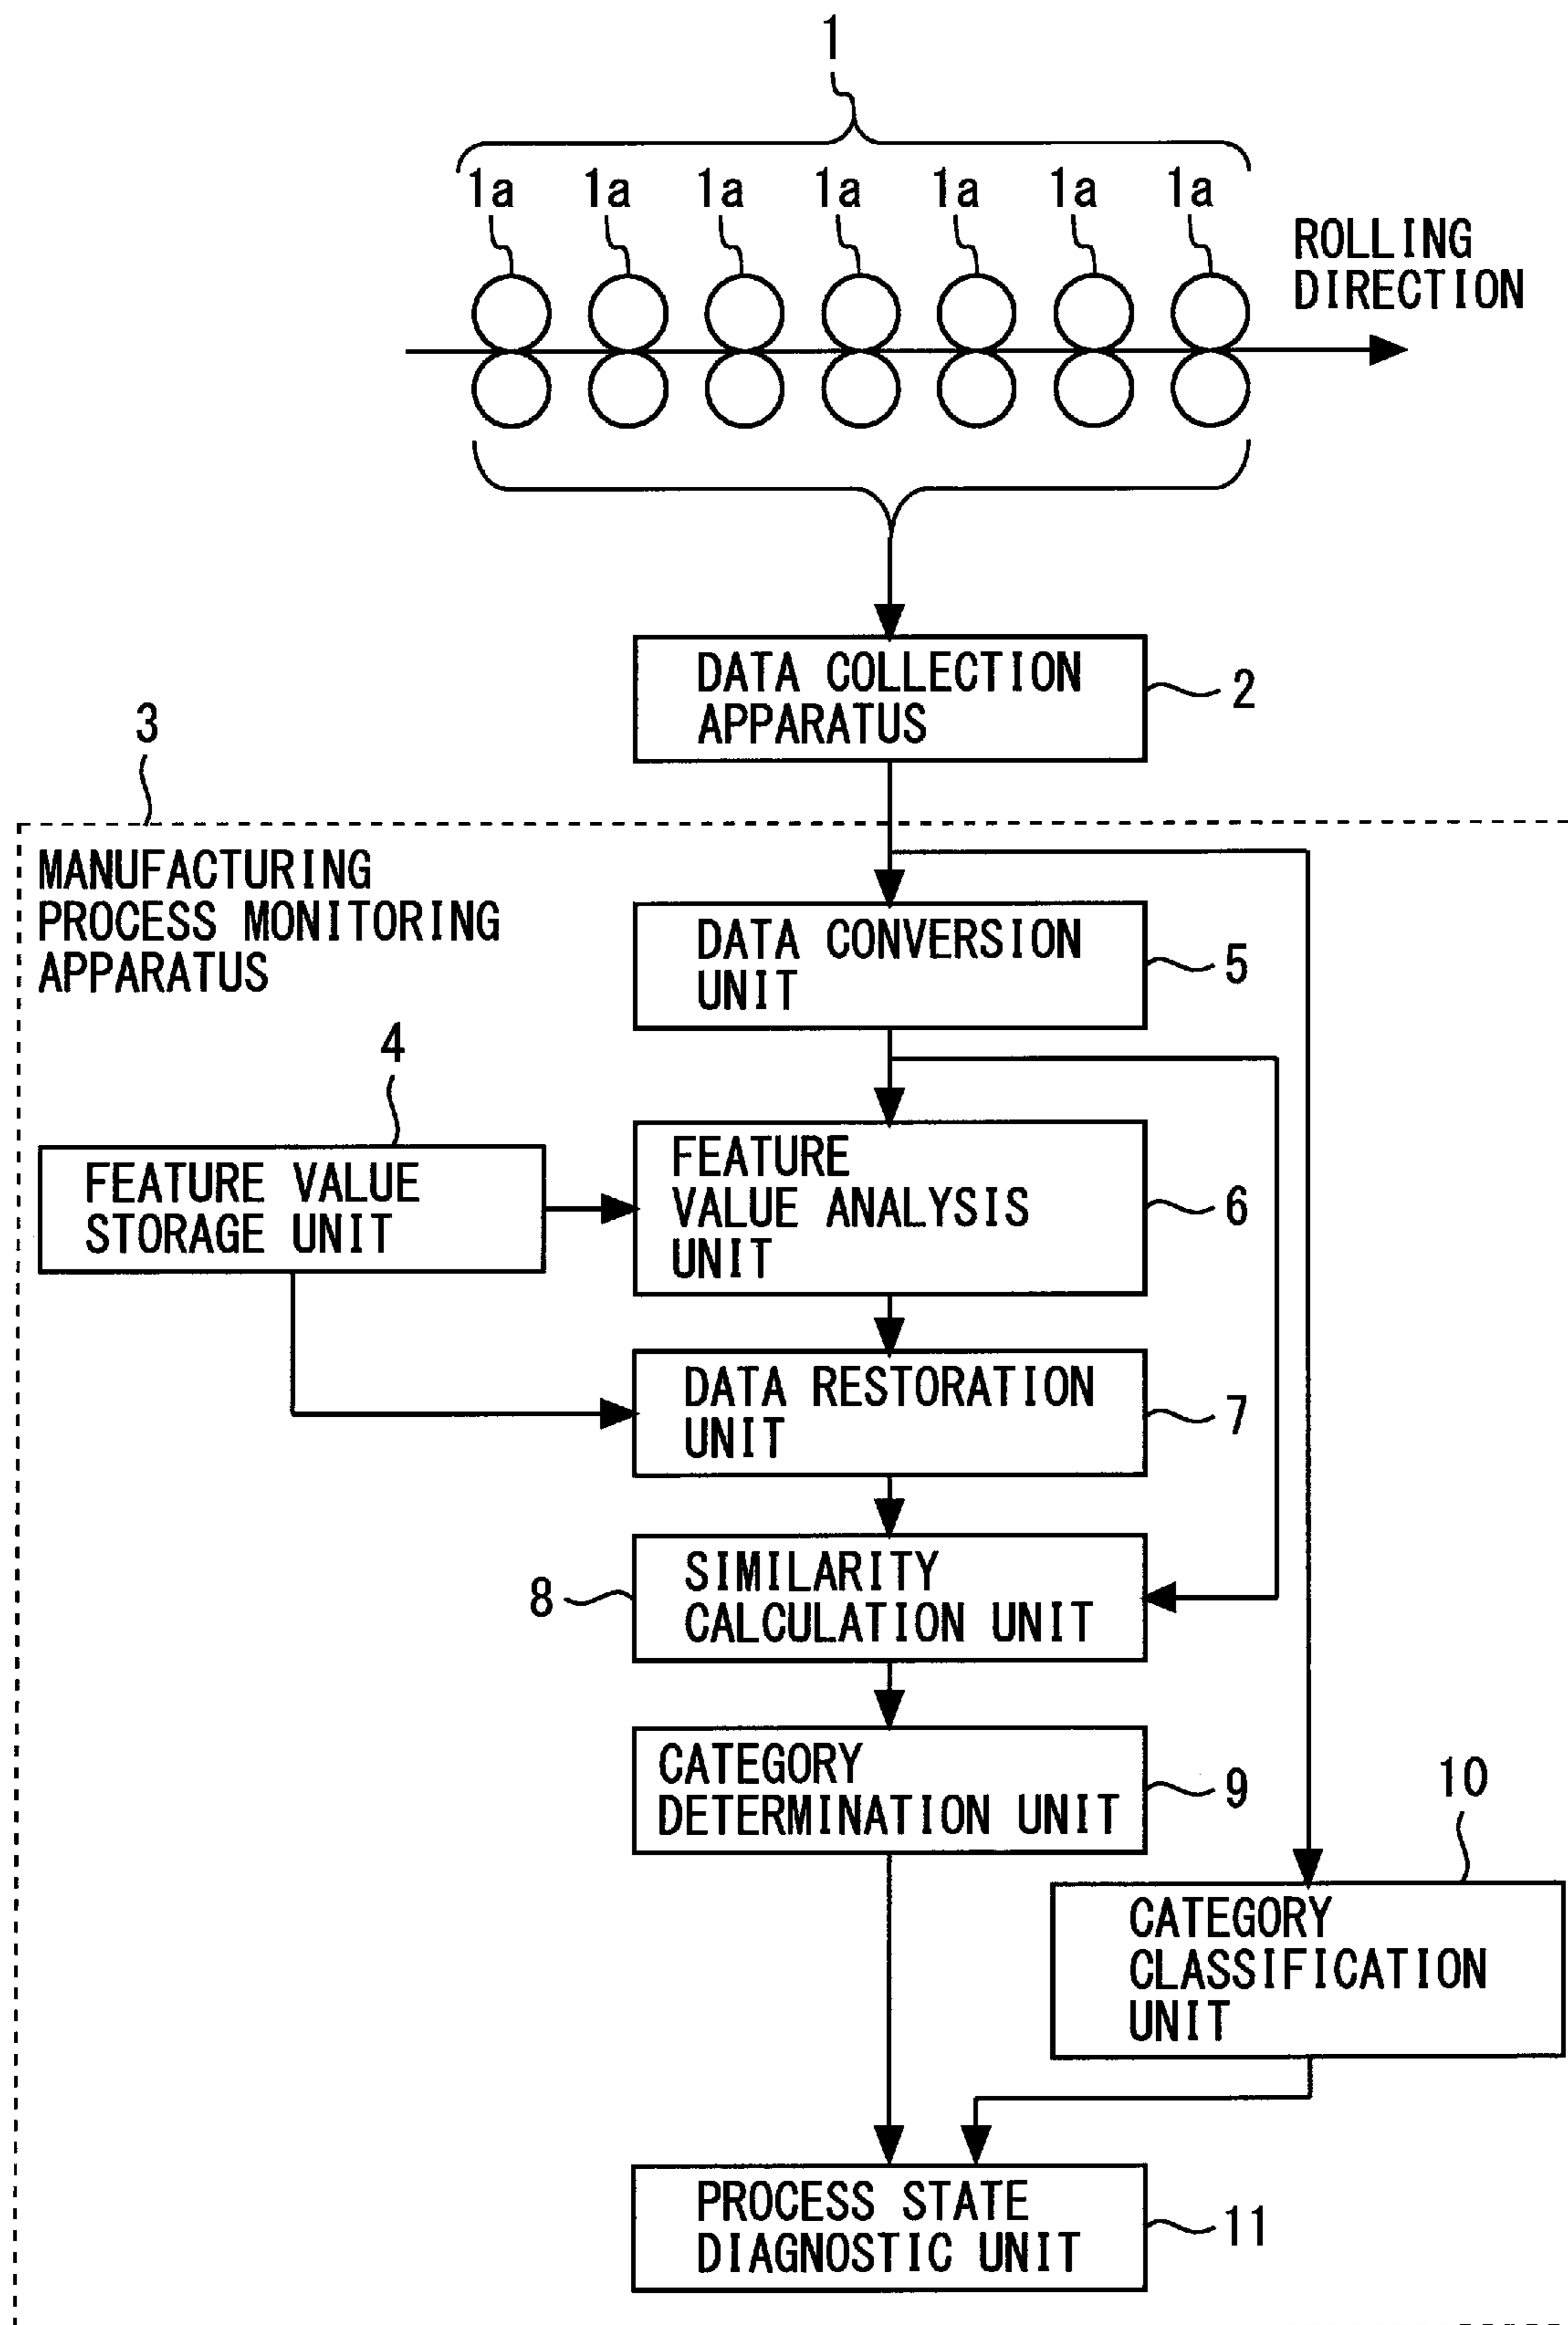 1
1a 1a 1a 1a 1a 1a 1a
ROLLING
DIRECTION
DATA COLLECTION
APPARATUS
2
3
MANUFACTURING
PROCESS MONITORING
APPARATUS
DATA CONVERSION
UNIT
5
4
FEATURE VALUE
STORAGE UNIT
FEATURE
VALUE ANALYSIS
UNIT
6
DATA RESTORATION
UNIT
7
8
SIMILARITY
CALCULATION UNIT
CATEGORY
DETERMINATION UNIT
9
10
CATEGORY
CLASSIFICATION
UNIT
PROCESS STATE
DIAGNOSTIC UNIT
11